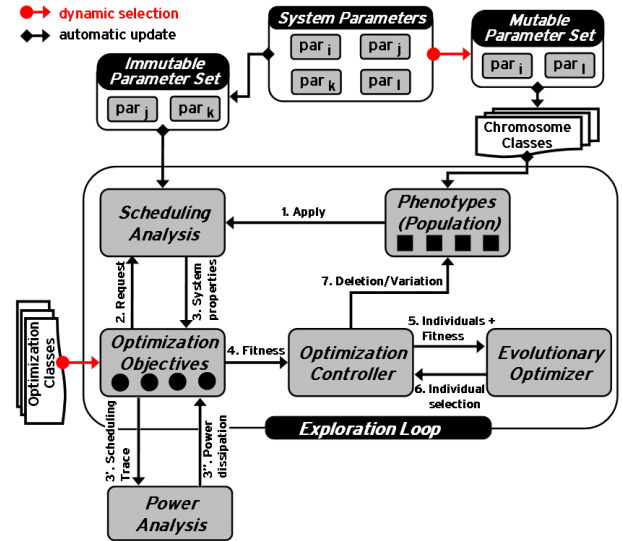 dynamic selection
automatic update
System Parameters
par i
par j
par k
par l
Mutable
Parameter Set
par i
par l
Immutable
Parameter Set
par j
par k
Chromosome
Classes
Scheduling
Analysis
1. Apply
Phenotypes
(Population)
2. Request
3. System
properties
7. Deletion/Variation
Optimization
Classes
Optimization
Objectives
4. Fitness
Optimization
Controller
5. Individuals +
Fitness
6. Individual
selection
Evolutionary
Optimizer
Exploration Loop
3'. Scheduling
Trace
3''. Power
dissipation
Power
Analysis